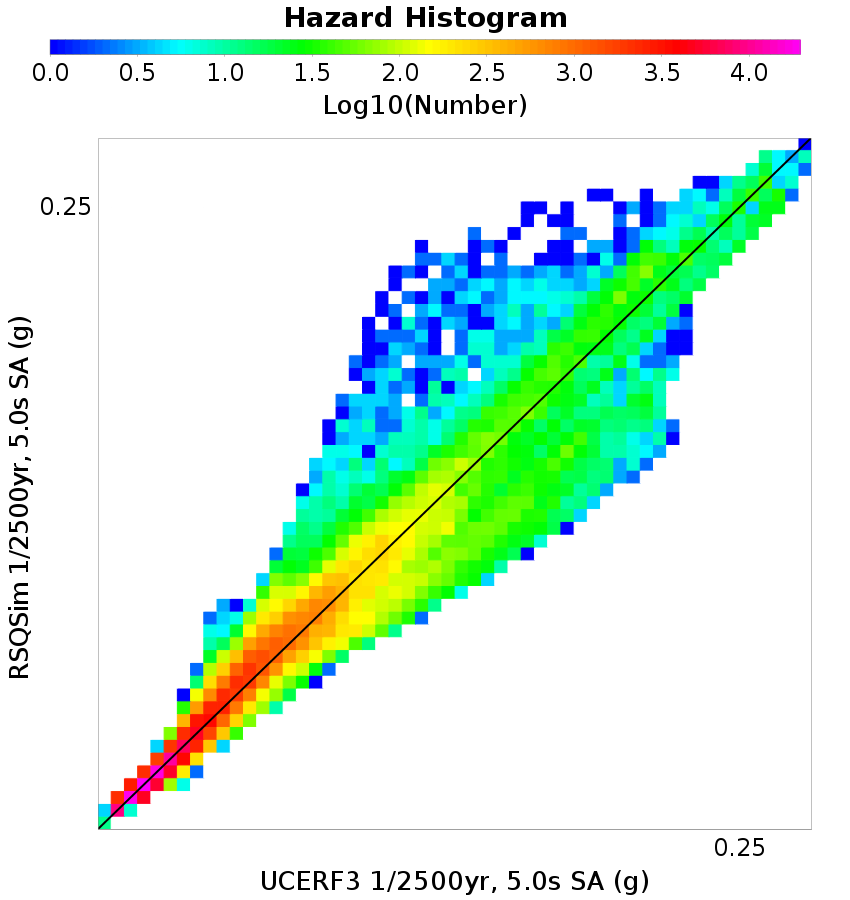 Hazard Histogram
0.0 0.5 1.0 1.5 2.0 2.5 3.0 3.5 4.0
Log10(Number)
0.25
RSQSim 1/2500yr, 5.0s SA (g)
0.25
UCERF3 1/2500yr, 5.0s SA (g)